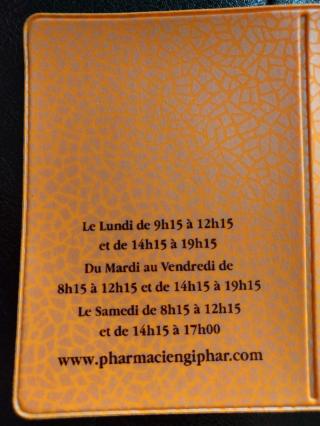 Le Lundi de 9h15 à 12h15
et de 14h15 à 19h15
Du Mardi au Vendredi de
8h15 à 12h15 et de 14h15 à 19h15
Le Samedi de 8h15 à 12h15
et de 14h15 à 17h00
www.pharmaciengiphar.com